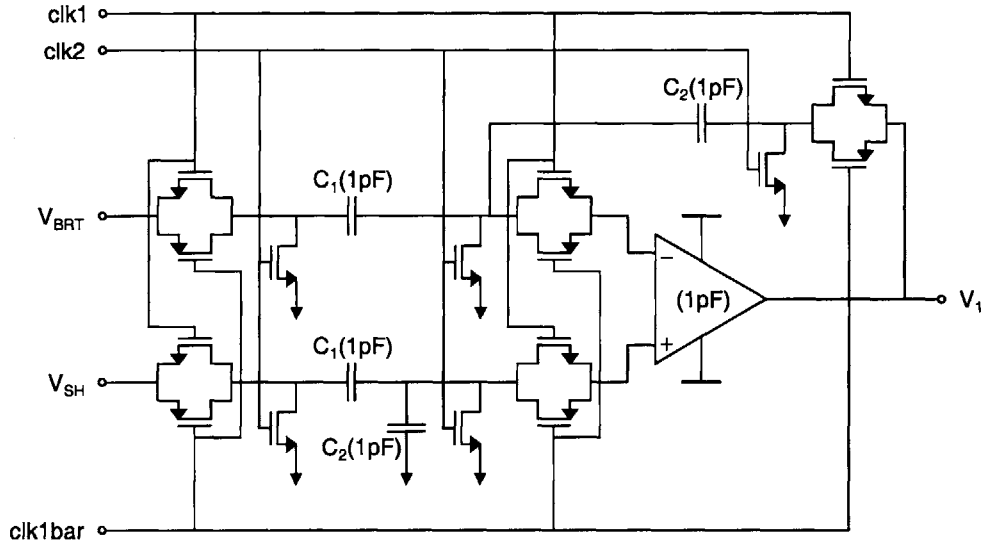 clk1
clk2
C₂(1pF)
C₁(1pF)
V_BRT
−
(1pF)
V₁
+
C₁(1pF)
V_SH
C₂(1pF)
clk1bar